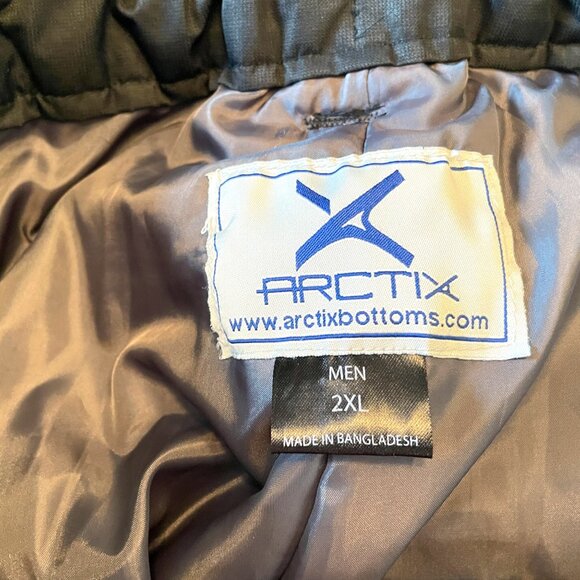 ARCTIX
www.arctixbottoms.com
MEN
2XL
MADE IN BANGLADESH